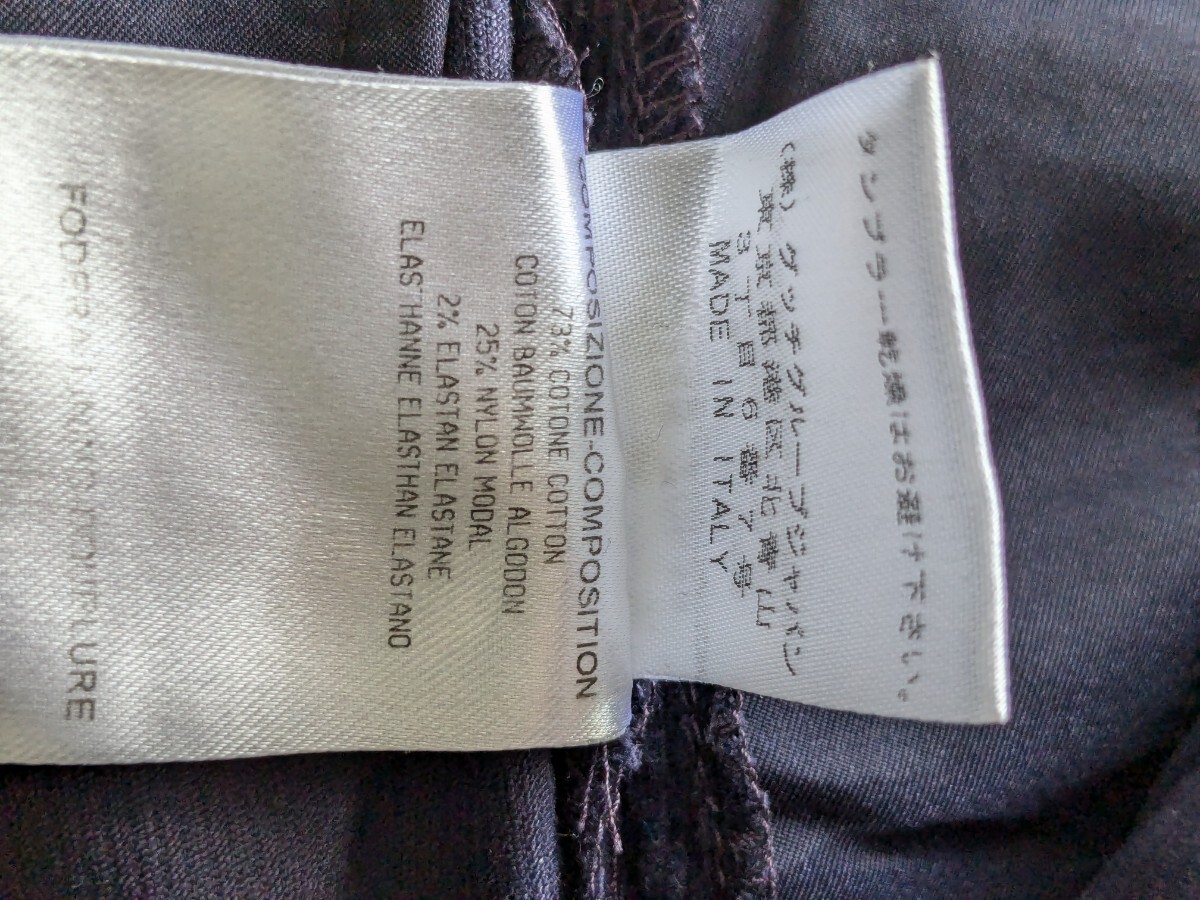 タンブラー乾燥はお避け下さい。
(株)グッチグループジャパン
東京都港区北青山
3丁目6番7号
MADE IN ITALY
COMPOSIZIONE-COMPOSITION
73% COTONE COTTON
COTON BAUMWOLLE ALGODON
25% NYLON MODAL
2% ELASTAN ELASTANE
ELASTHANNE ELASTHAN ELASTANO